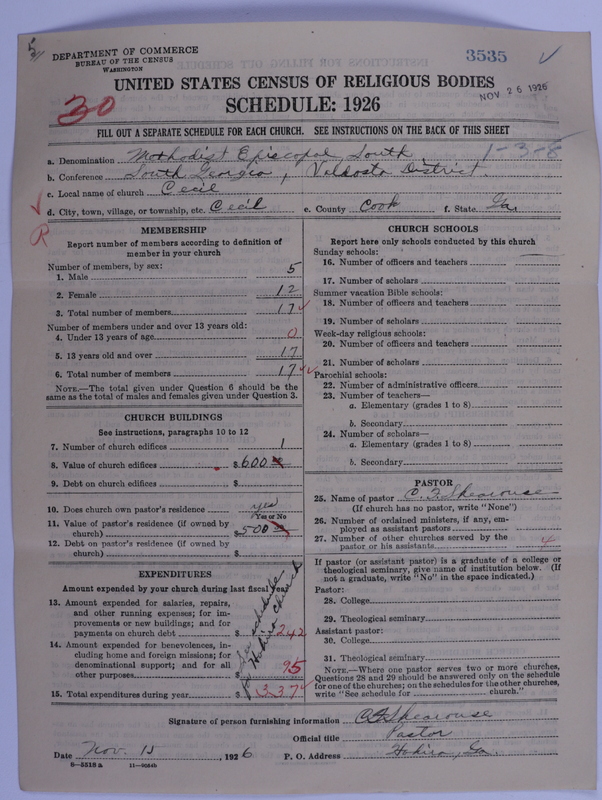 DEPARTMENT OF COMMERCE
BUREAU OF THE CENSUS
WASHINGTON
3535
NOV 26 1926
UNITED STATES CENSUS OF RELIGIOUS BODIES
SCHEDULE: 1926
30
FILL OUT A SEPARATE SCHEDULE FOR EACH CHURCH. SEE INSTRUCTIONS ON THE BACK OF THIS SHEET
1-3-8
a. Denomination Methodist Episcopal, South
b. Conference South Georgia, Valdosta District.
c. Local name of church Cecil
d. City, town, village, or township, etc. Cecil e. County Cook f. State Ga.
R
MEMBERSHIP
Report number of members according to definition of member in your church
Number of members, by sex:
1. Male 5
2. Female 12
3. Total number of members 17
Number of members under and over 13 years old:
4. Under 13 years of age 0
5. 13 years old and over 17
6. Total number of members 17
NOTE.—The total given under Question 6 should be the
same as the total of males and females given under Question 3.
CHURCH BUILDINGS
See instructions, paragraphs 10 to 12
7. Number of church edifices 1
8. Value of church edifices $600
9. Debt on church edifices $
10. Does church own pastor's residence yes
Yes or No
11. Value of pastor's residence (if owned by
church) $500
12. Debt on pastor's residence (if owned by
church) $
EXPENDITURES
Amount expended by your church during last fiscal year
13. Amount expended for salaries, repairs,
and other running expenses; for im-
provements or new buildings; and for
payments on church debt $ 242
14. Amount expended for benevolences, in-
cluding home and foreign missions; for
denominational support; and for all
other purposes $ 95
15. Total expenditures during year $ 337
See schedule
for Hahira church
CHURCH SCHOOLS
Report here only schools conducted by this church
Sunday schools:
16. Number of officers and teachers
17. Number of scholars
Summer vacation Bible schools:
18. Number of officers and teachers
19. Number of scholars
Week-day religious schools:
20. Number of officers and teachers
21. Number of scholars
Parochial schools:
22. Number of administrative officers
23. Number of teachers—
a. Elementary (grades 1 to 8)
b. Secondary
24. Number of scholars—
a. Elementary (grades 1 to 8)
b. Secondary
PASTOR
25. Name of pastor C. F. Shearouse
(If church has no pastor, write "None")
26. Number of ordained ministers, if any, em-
ployed as assistant pastors
27. Number of other churches served by the
pastor or his assistants 4
If pastor (or assistant pastor) is a graduate of a college or
theological seminary, give name of institution below. (If
not a graduate, write "No" in the space indicated.)
Pastor:
28. College
29. Theological seminary
Assistant pastor:
30. College
31. Theological seminary
NOTE.—Where one pastor serves two or more churches,
Questions 28 and 29 should be answered only on the schedule
for one of the churches; on the schedules for the other churches,
write "See schedule for church."
Signature of person furnishing information C F Shearouse
Official title Pastor
Date Nov. 15, 1926 P. O. Address Hahira, Ga.
8-5518 a